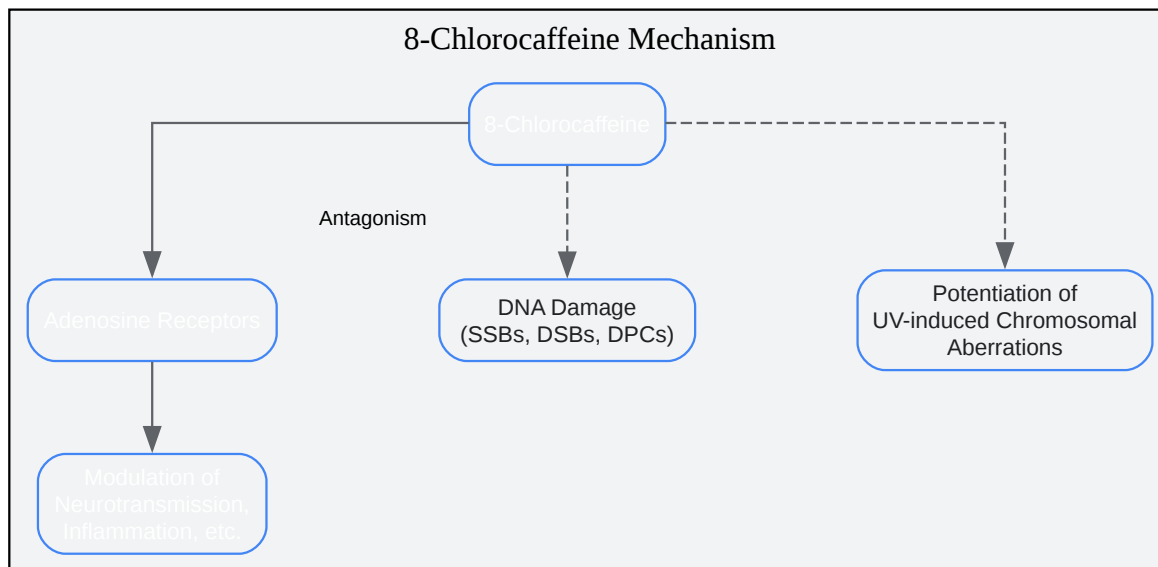 8-Chlorocaffeine Mechanism
8-Chlorocaffeine
Antagonism
Adenosine Receptors
DNA Damage
(SSBs, DSBs, DPCs)
Potentiation of
UV-induced Chromosomal
Aberrations
Modulation of
Neurotransmission,
Inflammation, etc.